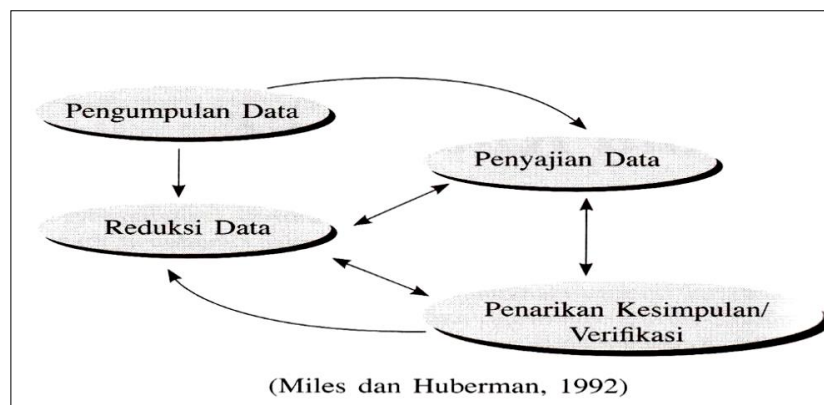 Pengumpulan Data
Penyajian Data
Reduksi Data
Penarikan Kesimpulan/
Verifikasi
(Miles dan Huberman, 1992)